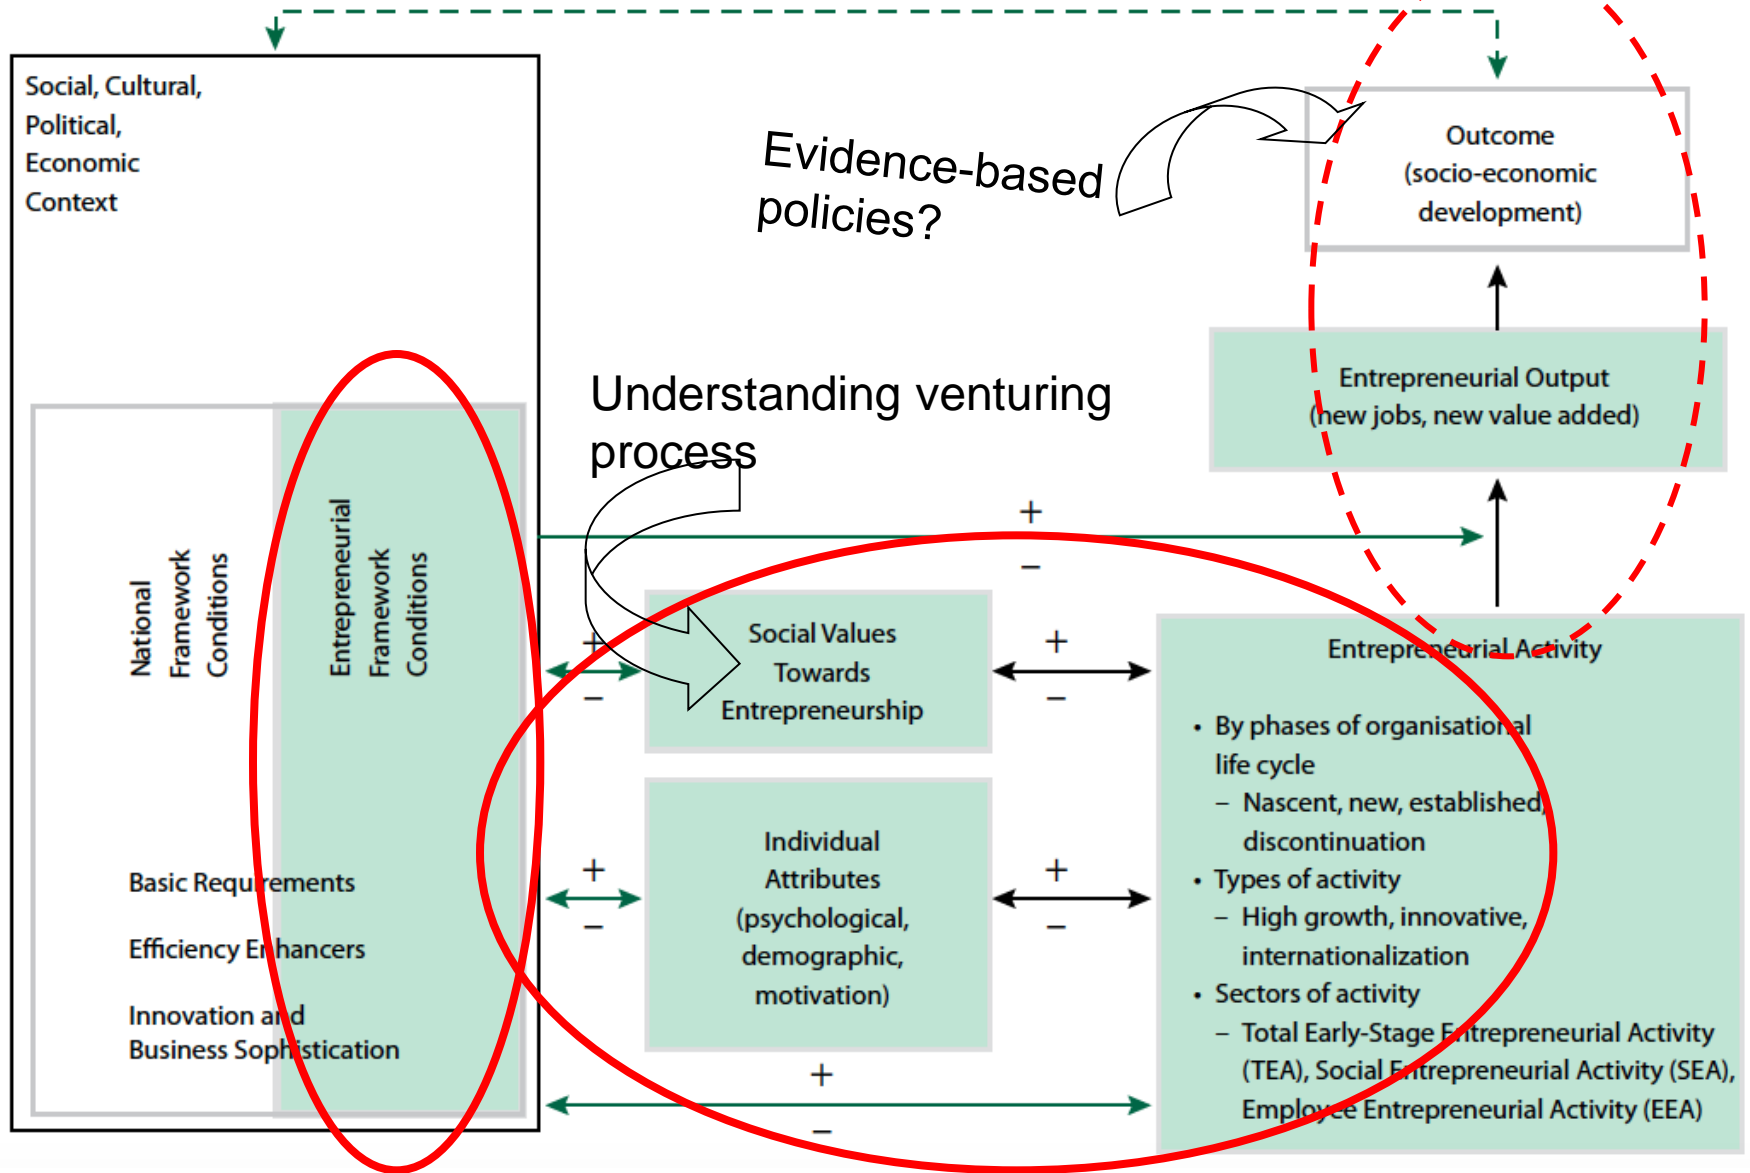 Social, Cultural,
Political,
Economic
Context
Evidence-based
policies?
Outcome
(socio-economic
development)
Entrepreneurial Output
(new jobs, new value added)
Understanding venturing
process
National
Framework
Conditions
Entrepreneurial
Framework
Conditions
Basic Requirements
Efficiency Enhancers
Innovation and
Business Sophistication
+
–
+
–
Social Values
Towards
Entrepreneurship
+
–
+
–
Individual
Attributes
(psychological,
demographic,
motivation)
+
–
+
–
Entrepreneurial Activity
• By phases of organisational
life cycle
– Nascent, new, established,
discontinuation
• Types of activity
– High growth, innovative,
internationalization
• Sectors of activity
– Total Early-Stage Entrepreneurial Activity
(TEA), Social Entrepreneurial Activity (SEA),
Employee Entrepreneurial Activity (EEA)